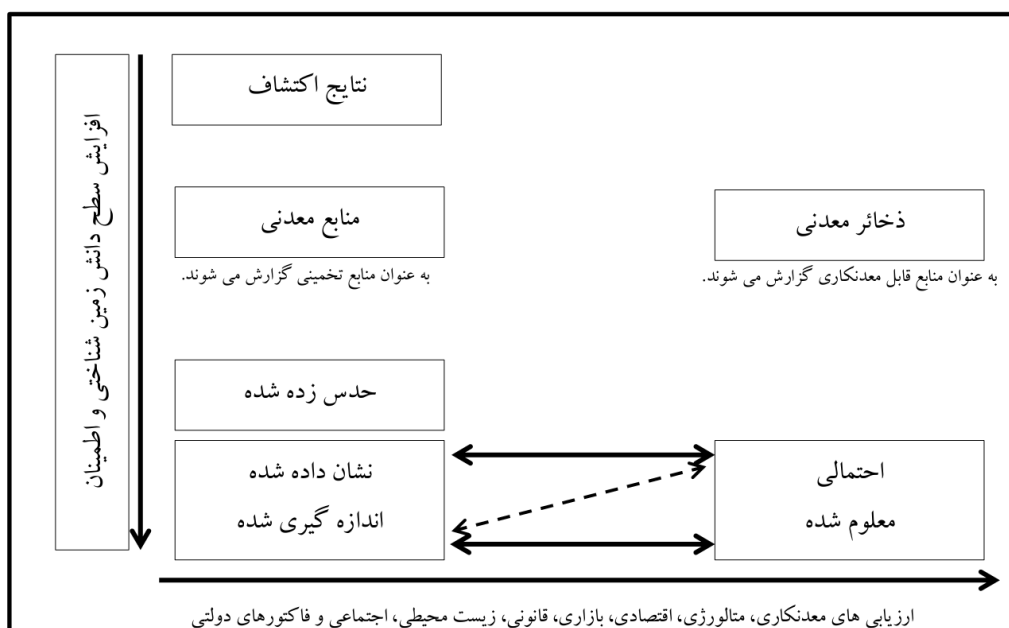 افزایش سطح دانش زمین شناختی و اطمینان
نتایج اکتشاف
منابع معدنی
به عنوان منابع تخمینی گزارش می شوند.
ذخائر معدنی
به عنوان منابع قابل معدنکاری گزارش می شوند.
حدس زده شده
نشان داده شده
اندازه گیری شده
احتمالی
معلوم شده
ارزیابی های معدنکاری، متالورژی، اقتصادی، بازاری، قانونی، زیست محیطی، اجتماعی و فاکتورهای دولتی